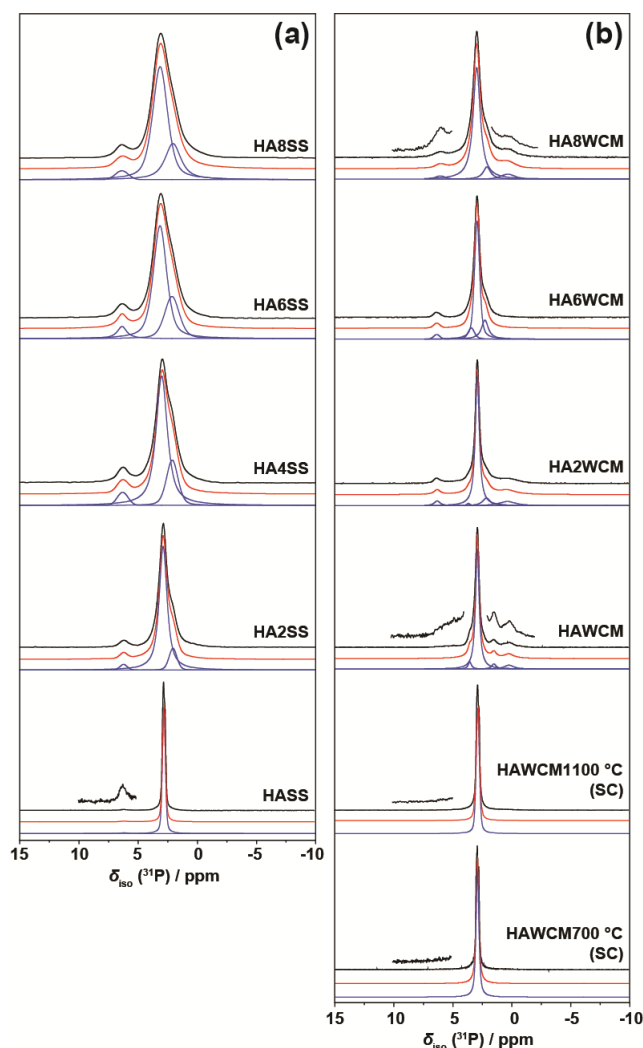 (a)
HA8SS
HA6SS
HA4SS
HA2SS
HASS
15 10 5 0 -5 -10
δiso (31P) / ppm
(b)
HA8WCM
HA6WCM
HA2WCM
HAWCM
HAWCM1100 °C
(SC)
HAWCM700 °C
(SC)
15 10 5 0 -5 -10
δiso (31P) / ppm